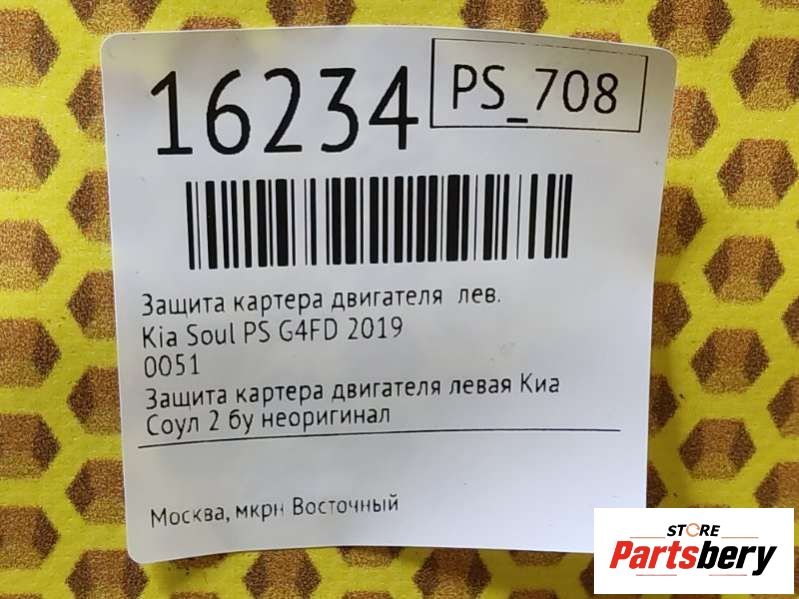 16234
PS_708
Защита картера двигателя лев.
Kia Soul PS G4FD 2019
0051
Защита картера двигателя левая Киа
Соул 2 бу неоригинал
Москва, мкрн Восточный
STORE
Partsbery